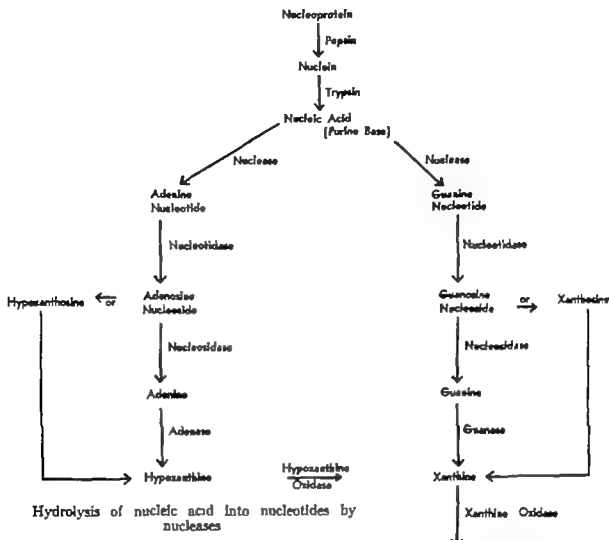 Nucleoprotein
Pepsin
Nuclein
Trypsin
Nucleic Acid
(Purine Base)
Nuclease
Nuclease
Adenine
Nucleotide
Guanine
Nucleotide
Nucleotidase
Nucleotidase
Hypoxanthosine
or
Adenosine
Nucleoside
Guanosine
Nucleoside
or
Xanthosine
Nucleosidase
Nucleosidase
Adenine
Guanine
Adenase
Guanase
Hypoxanthine
Hypoxanthine
Oxidase
Xanthine
Hydrolysis of nucleic acid into nucleotides by
nucleases
Xanthine Oxidase